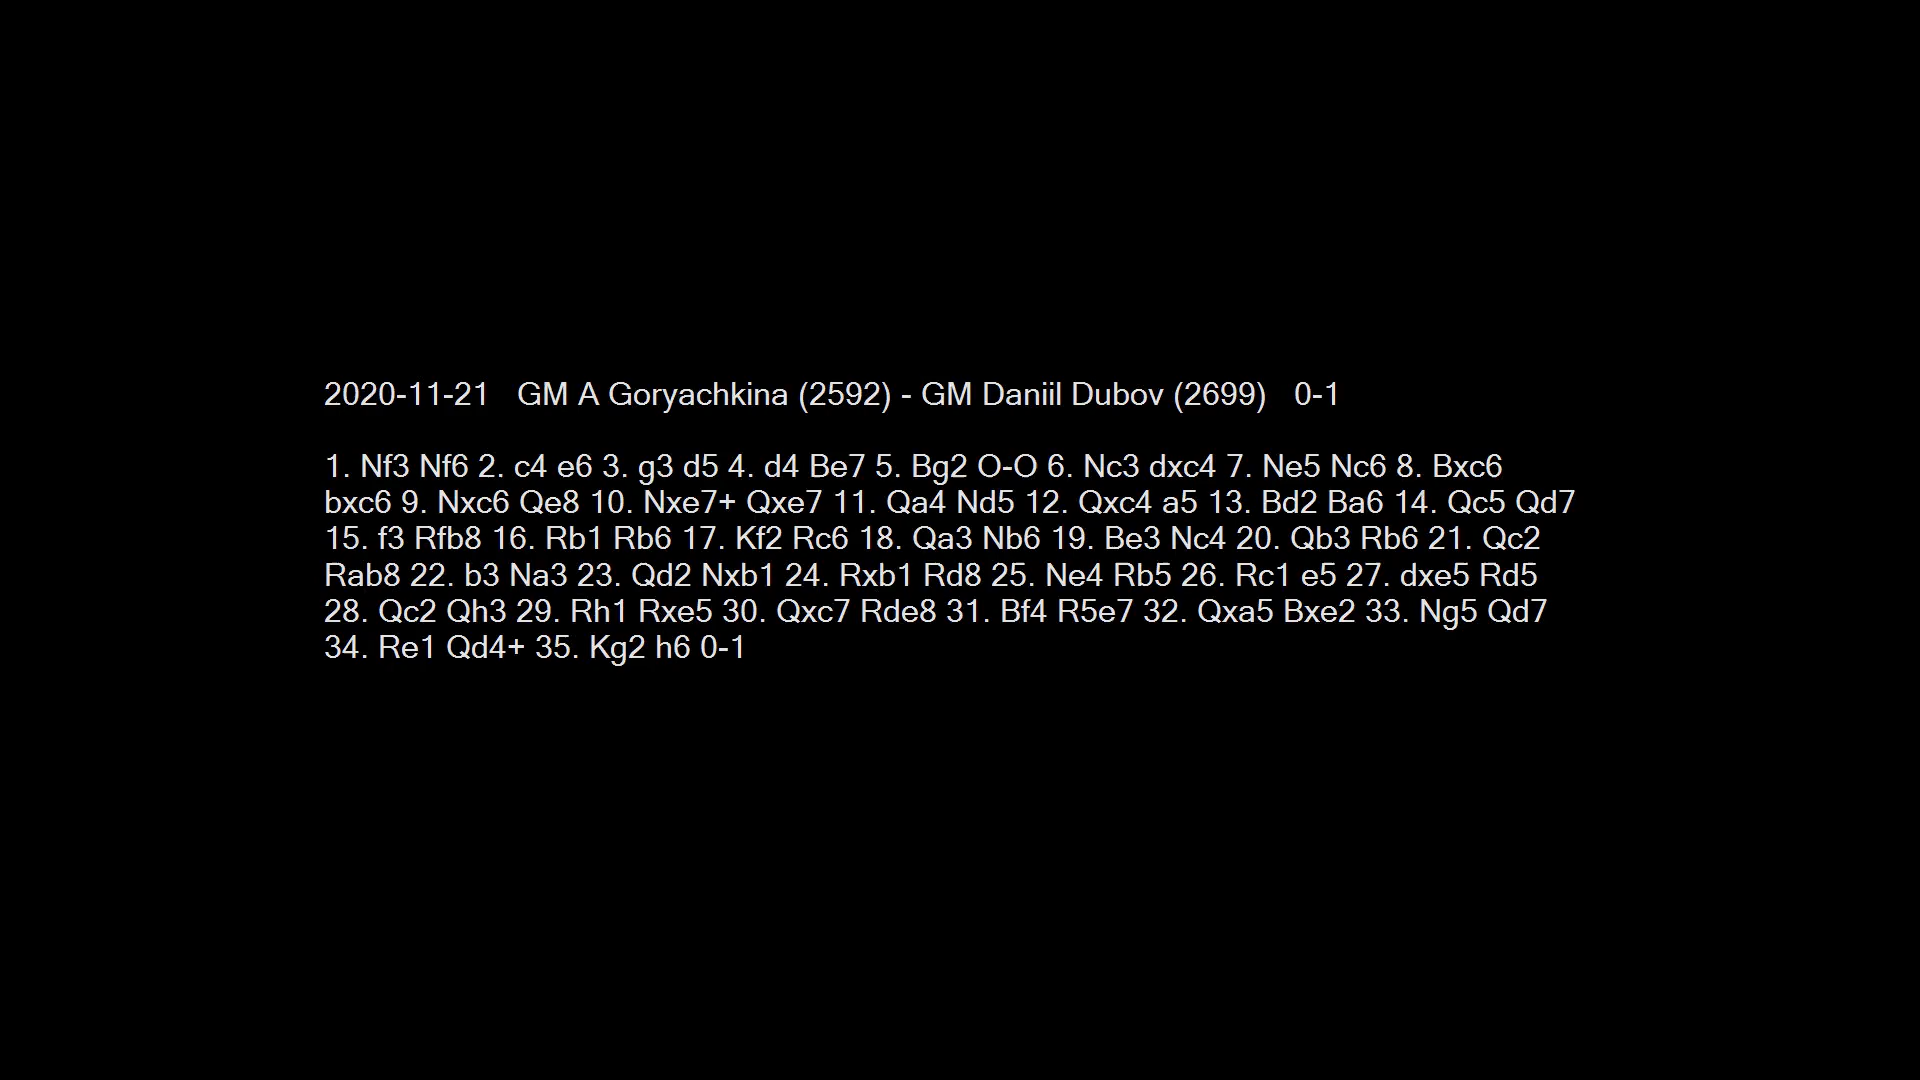 2020-11-21   GM A Goryachkina (2592) - GM Daniil Dubov (2699)   0-1
1. Nf3 Nf6 2. c4 e6 3. g3 d5 4. d4 Be7 5. Bg2 O-O 6. Nc3 dxc4 7. Ne5 Nc6 8. Bxc6
bxc6 9. Nxc6 Qe8 10. Nxe7+ Qxe7 11. Qa4 Nd5 12. Qxc4 a5 13. Bd2 Ba6 14. Qc5 Qd7
15. f3 Rfb8 16. Rb1 Rb6 17. Kf2 Rc6 18. Qa3 Nb6 19. Be3 Nc4 20. Qb3 Rb6 21. Qc2
Rab8 22. b3 Na3 23. Qd2 Nxb1 24. Rxb1 Rd8 25. Ne4 Rb5 26. Rc1 e5 27. dxe5 Rd5
28. Qc2 Qh3 29. Rh1 Rxe5 30. Qxc7 Rde8 31. Bf4 R5e7 32. Qxa5 Bxe2 33. Ng5 Qd7
34. Re1 Qd4+ 35. Kg2 h6 0-1